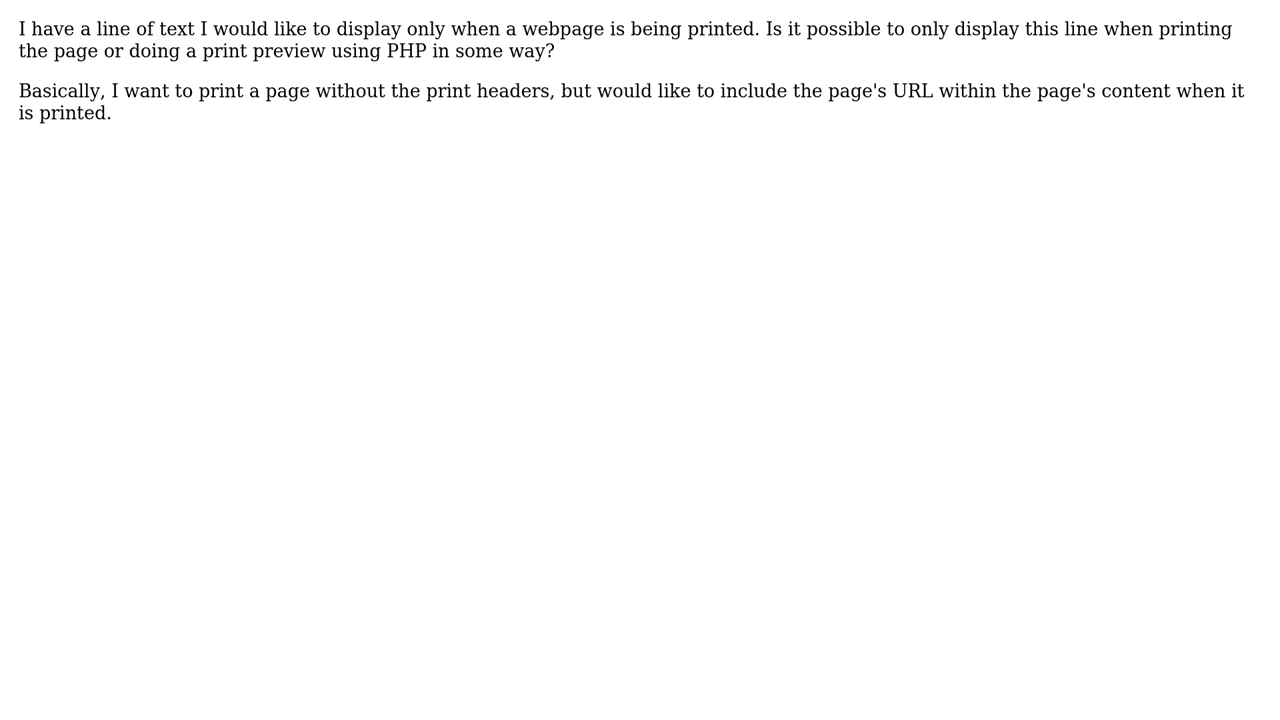 I have a line of text I would like to display only when a webpage is being printed. Is it possible to only display this line when printing
the page or doing a print preview using PHP in some way?
Basically, I want to print a page without the print headers, but would like to include the page's URL within the page's content when it
is printed.